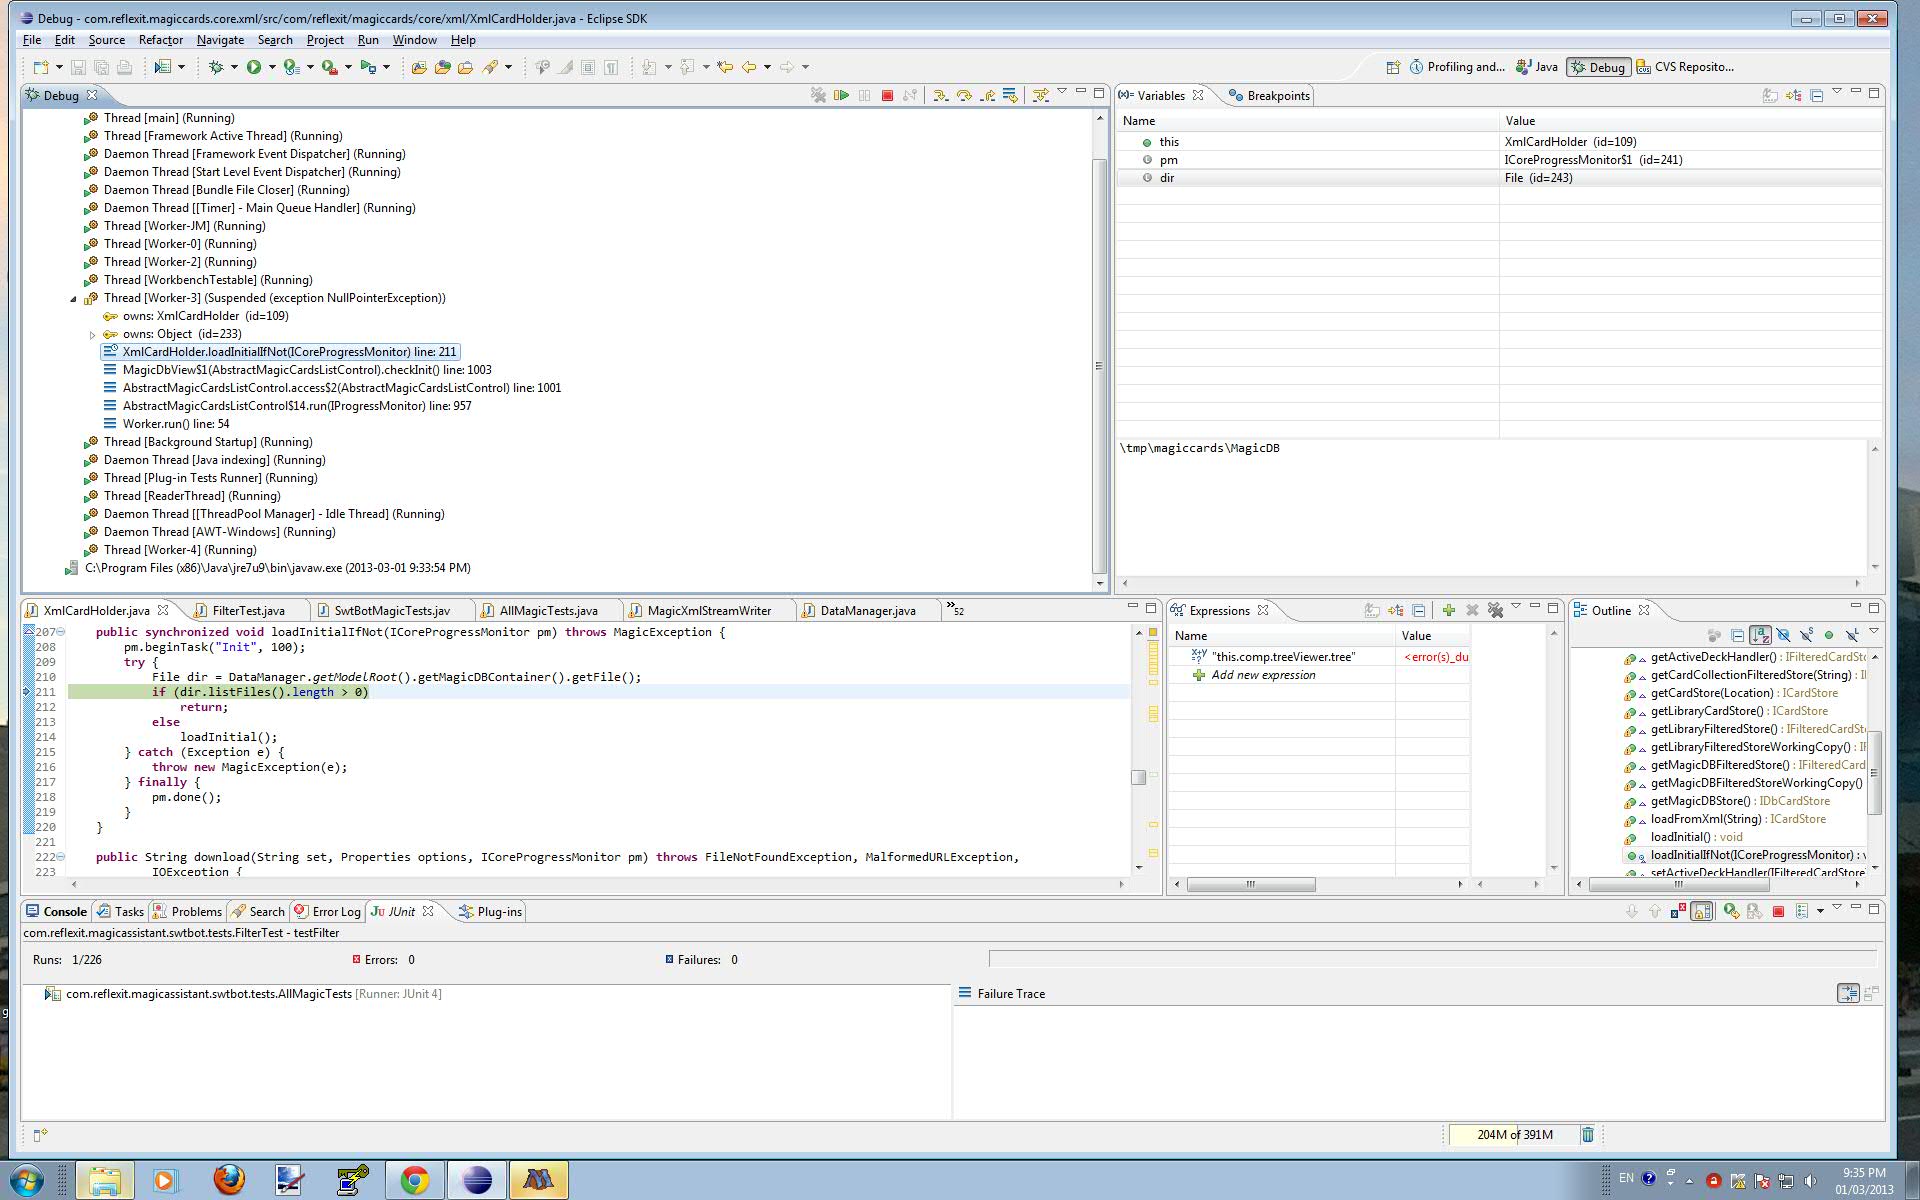 Debug - com.reflexit.magiccards.core.xml/src/com/reflexit/magiccards/core/xml/XmlCardHolder.java - Eclipse SDK
File Edit Source Refactor Navigate Search Project Run Window Help
Profiling and... Java Debug CVS Reposito...
Debug
Thread [main] (Running)
Thread [Framework Active Thread] (Running)
Daemon Thread [Framework Event Dispatcher] (Running)
Daemon Thread [Start Level Event Dispatcher] (Running)
Daemon Thread [Bundle File Closer] (Running)
Daemon Thread [[Timer] - Main Queue Handler] (Running)
Thread [Worker-JM] (Running)
Thread [Worker-0] (Running)
Thread [Worker-2] (Running)
Thread [WorkbenchTestable] (Running)
Thread [Worker-3] (Suspended (exception NullPointerException))
owns: XmlCardHolder (id=109)
owns: Object (id=233)
XmlCardHolder.loadInitialIfNot(ICoreProgressMonitor) line: 211
MagicDbView$1(AbstractMagicCardsListControl).checkInit() line: 1003
AbstractMagicCardsListControl.access$2(AbstractMagicCardsListControl) line: 1001
AbstractMagicCardsListControl$14.run(IProgressMonitor) line: 957
Worker.run() line: 54
Thread [Background Startup] (Running)
Daemon Thread [Java indexing] (Running)
Thread [Plug-in Tests Runner] (Running)
Thread [ReaderThread] (Running)
Daemon Thread [[ThreadPool Manager] - Idle Thread] (Running)
Daemon Thread [AWT-Windows] (Running)
Thread [Worker-4] (Running)
C:\Program Files (x86)\Java\jre7u9\bin\javaw.exe (2013-03-01 9:33:54 PM)
(x)= Variables Breakpoints
Name Value
this XmlCardHolder (id=109)
pm ICoreProgressMonitor$1 (id=241)
dir File (id=243)
\tmp\magiccards\MagicDB
XmlCardHolder.java FilterTest.java SwtBotMagicTests.jav AllMagicTests.java MagicXmlStreamWriter DataManager.java »52
207 public synchronized void loadInitialIfNot(ICoreProgressMonitor pm) throws MagicException {
208 pm.beginTask("Init", 100);
209 try {
210 File dir = DataManager.getModelRoot().getMagicDBContainer().getFile();
211 if (dir.listFiles().length > 0)
212 return;
213 else
214 loadInitial();
215 } catch (Exception e) {
216 throw new MagicException(e);
217 } finally {
218 pm.done();
219 }
220 }
221
222 public String download(String set, Properties options, ICoreProgressMonitor pm) throws FileNotFoundException, MalformedURLException,
223 IOException {
Expressions
Name Value
"this.comp.treeViewer.tree" <error(s)_du
Add new expression
Outline
getActiveDeckHandler() : IFilteredCardSto
getCardCollectionFilteredStore(String) : I
getCardStore(Location) : ICardStore
getLibraryCardStore() : ICardStore
getLibraryFilteredStore() : IFilteredCardSto
getLibraryFilteredStoreWorkingCopy() : IF
getMagicDBFilteredStore() : IFilteredCard
getMagicDBFilteredStoreWorkingCopy()
getMagicDBStore() : IDbCardStore
loadFromXml(String) : ICardStore
loadInitial() : void
loadInitialIfNot(ICoreProgressMonitor) : v
setActiveDeckHandler(IFilteredCardStore
Console Tasks Problems Search Error Log JUnit Plug-ins
com.reflexit.magicassistant.swtbot.tests.FilterTest - testFilter
Runs: 1/226 Errors: 0 Failures: 0
com.reflexit.magicassistant.swtbot.tests.AllMagicTests [Runner: JUnit 4]
Failure Trace
204M of 391M
EN 9:35 PM
01/03/2013